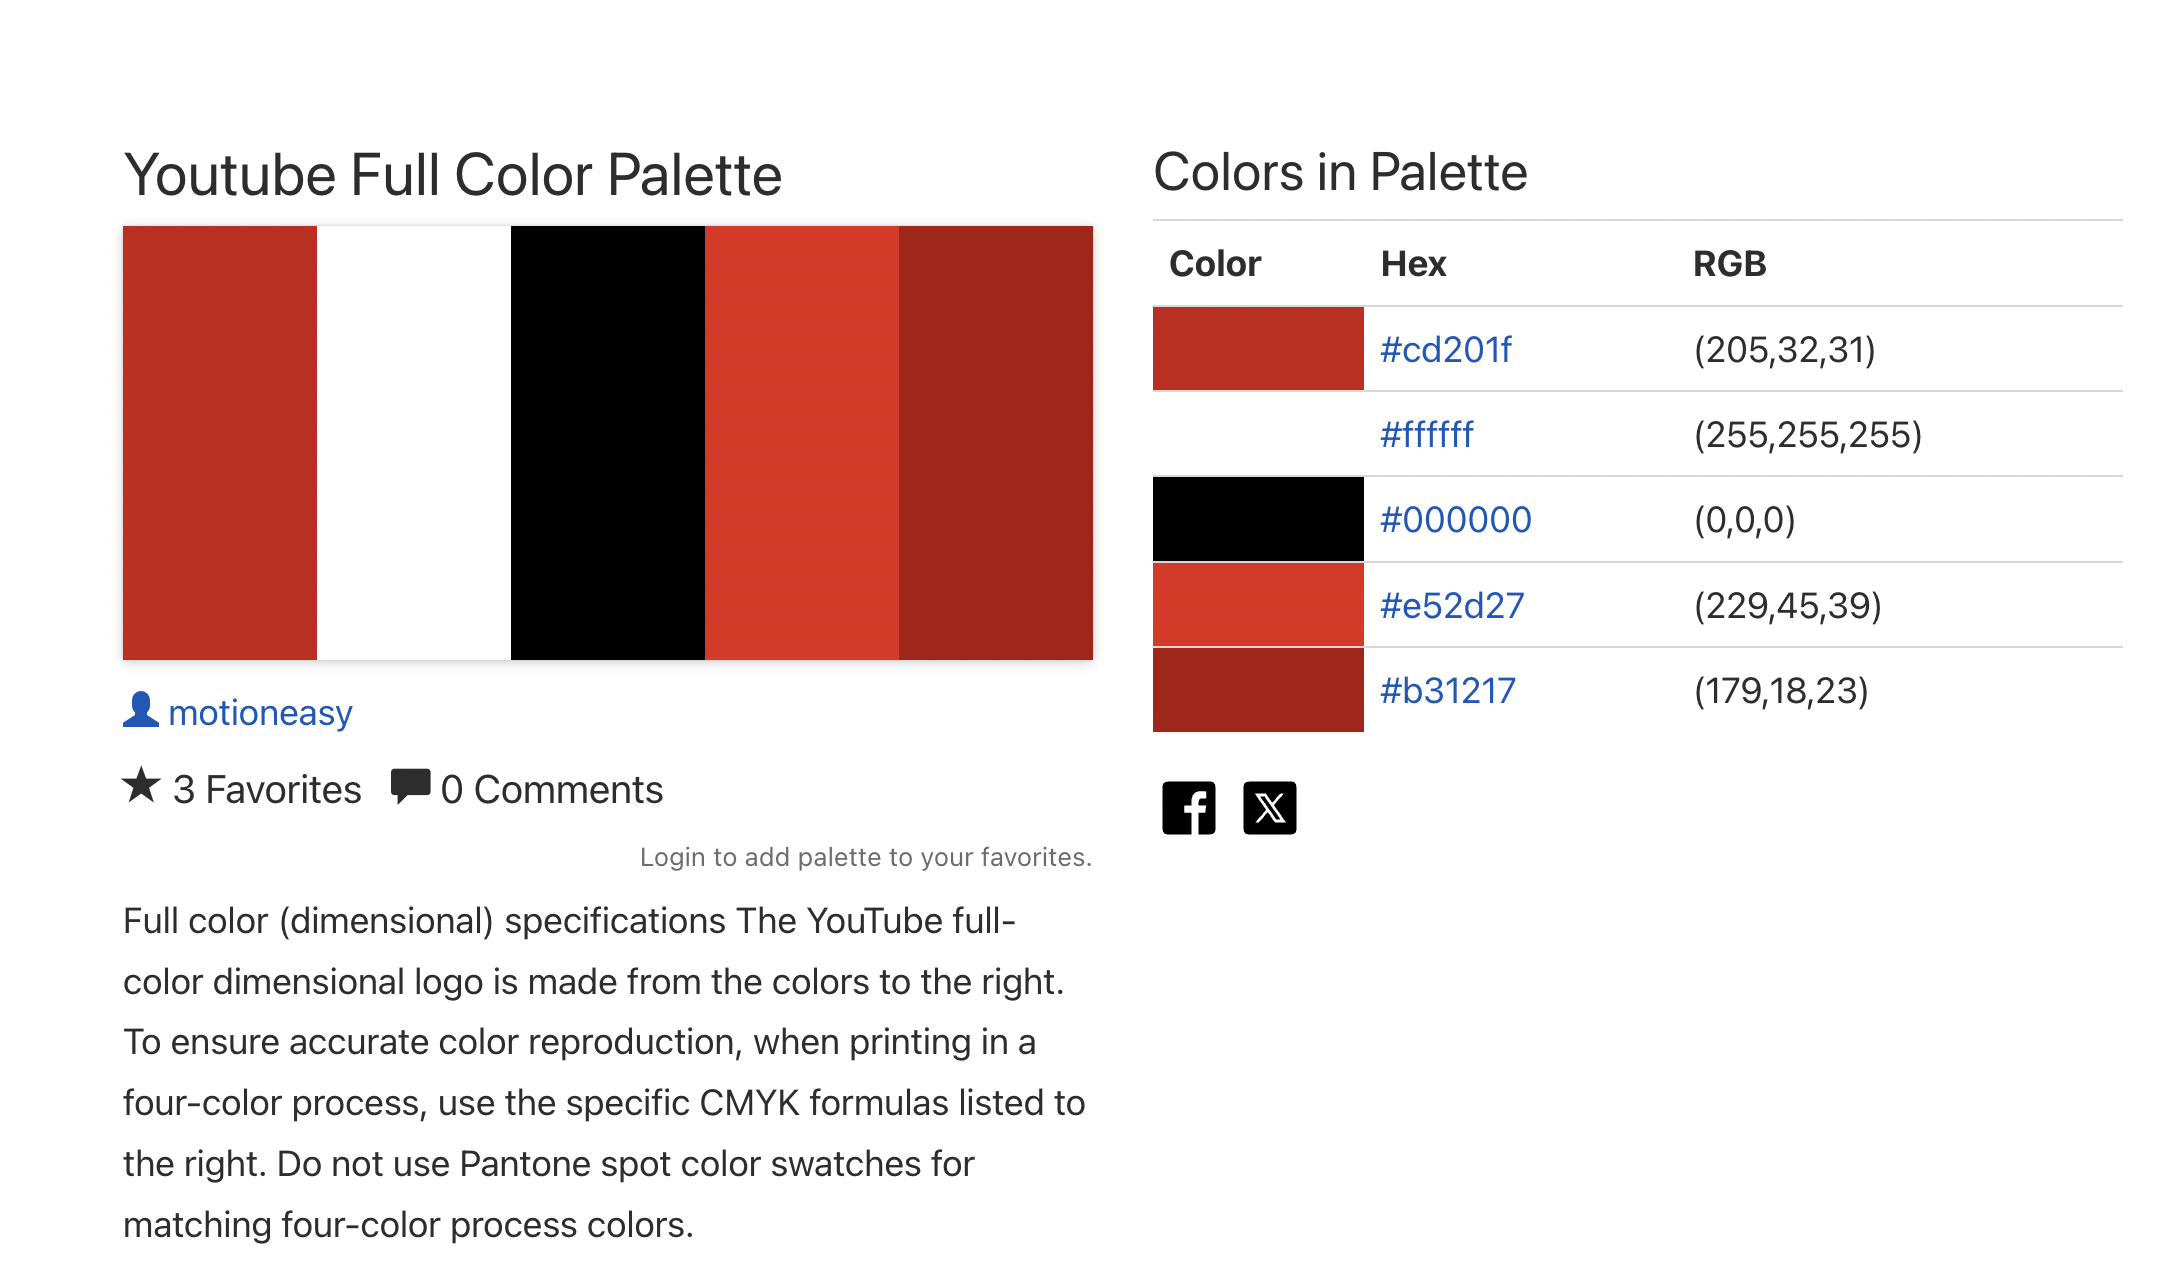 Youtube Full Color Palette
motioneasy
3 Favorites 0 Comments
Login to add palette to your favorites.
Full color (dimensional) specifications The YouTube full-
color dimensional logo is made from the colors to the right.
To ensure accurate color reproduction, when printing in a
four-color process, use the specific CMYK formulas listed to
the right. Do not use Pantone spot color swatches for
matching four-color process colors.
Colors in Palette
Color Hex RGB
#cd201f (205,32,31)
#ffffff (255,255,255)
#000000 (0,0,0)
#e52d27 (229,45,39)
#b31217 (179,18,23)